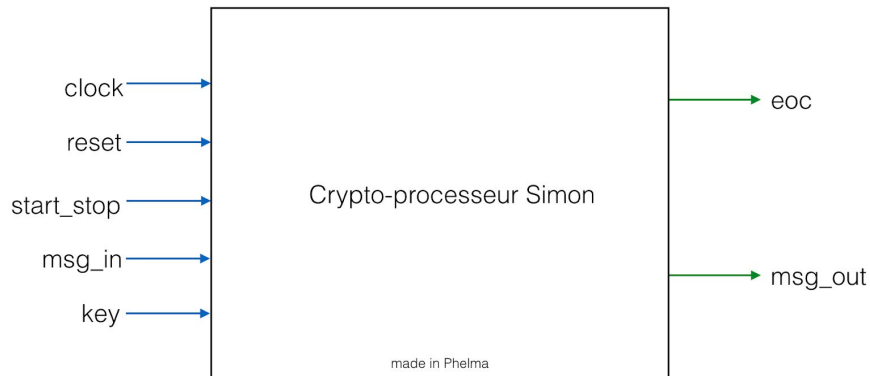 clock
reset
start_stop
msg_in
key
Crypto-processeur Simon
made in Phelma
eoc
msg_out